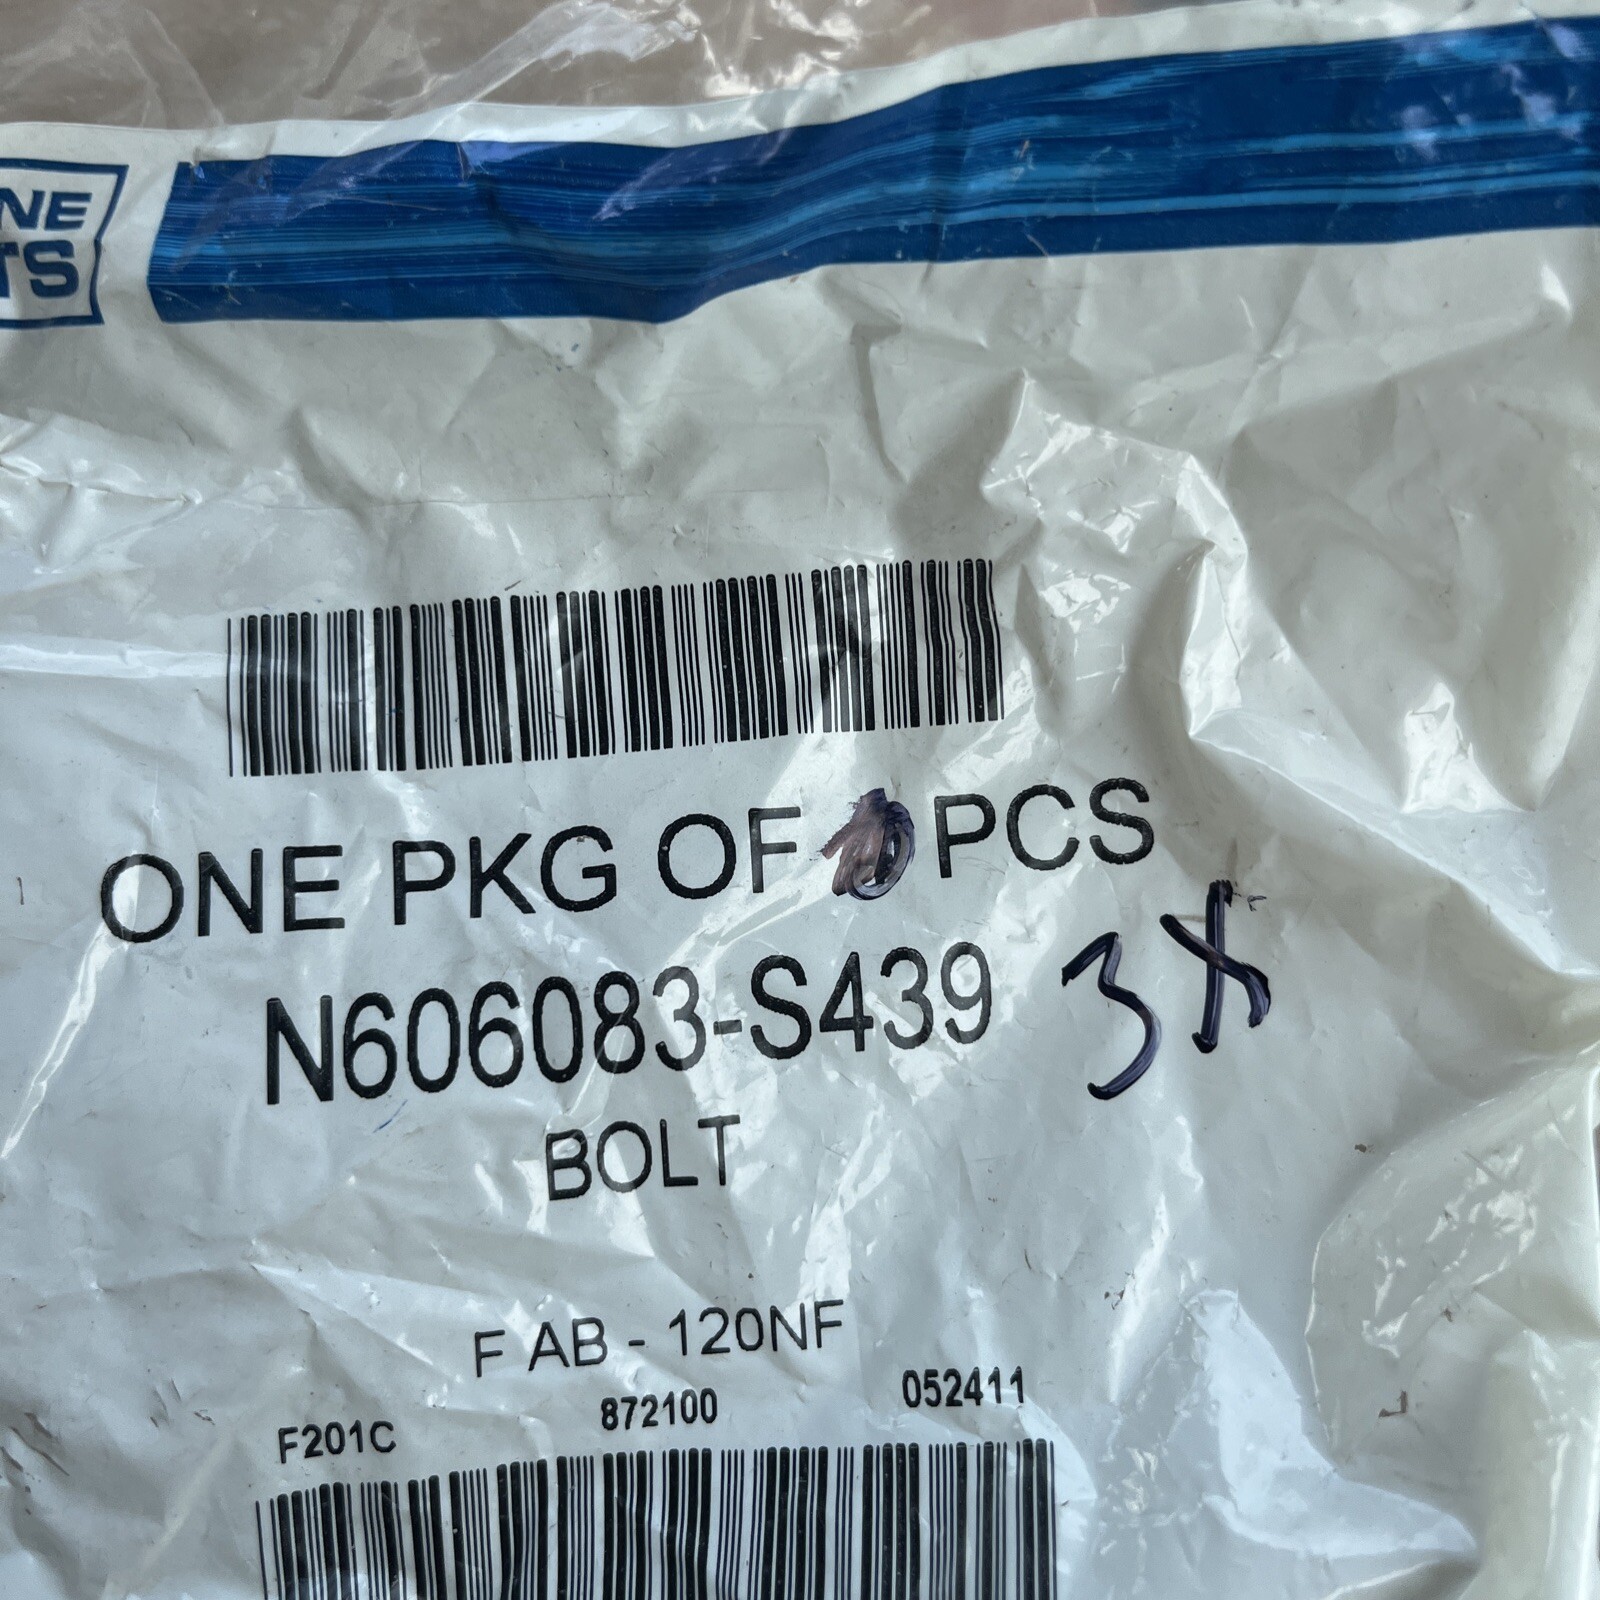 NE
TS
ONE PKG OF PCS
N606083-S439 3X
BOLT
F AB - 120NF
F201C 872100 052411